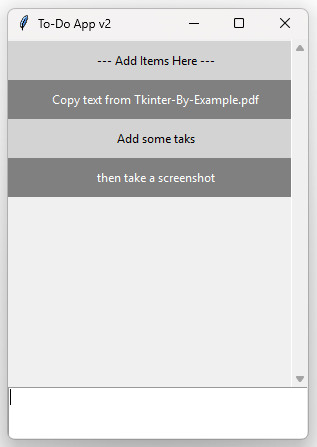 To-Do App v2
--- Add Items Here ---
Copy text from Tkinter-By-Example.pdf
Add some taks
then take a screenshot